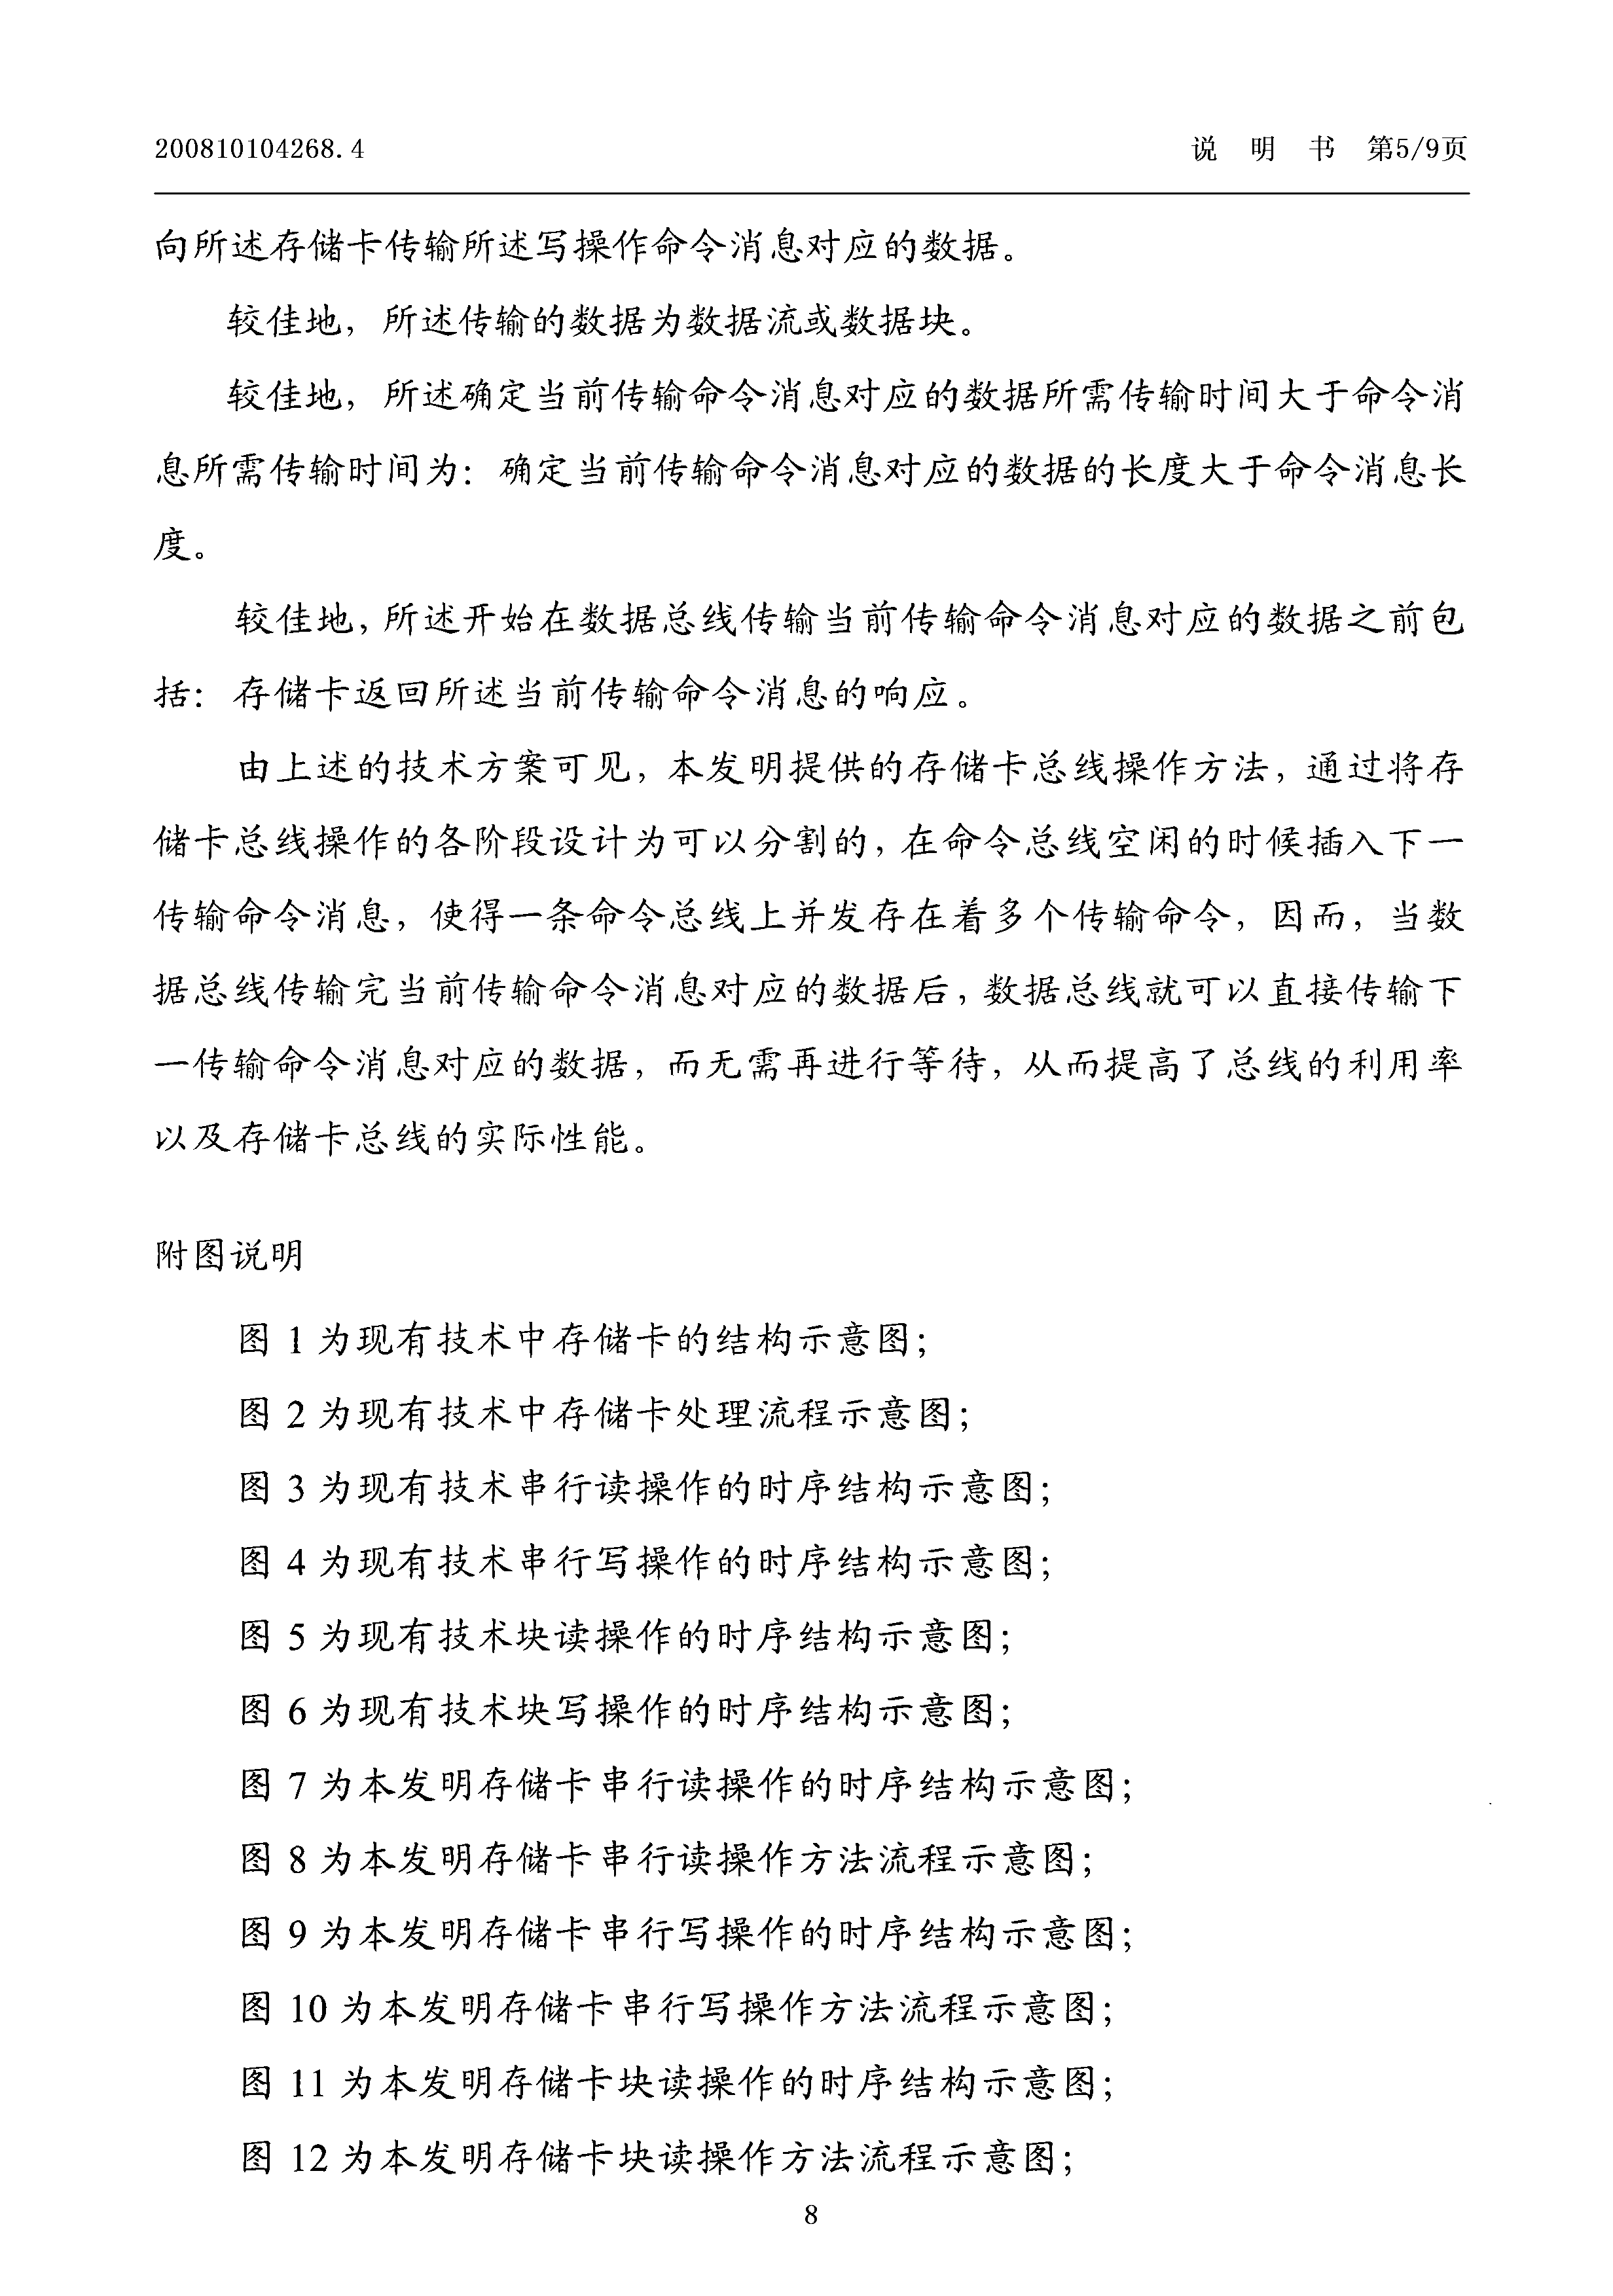 200810104268.4
说 明 书 第5/9页
向所述存储卡传输所述写操作命令消息对应的数据。
较佳地，所述传输的数据为数据流或数据块。
较佳地，所述确定当前传输命令消息对应的数据所需传输时间大于命令消
息所需传输时间为：确定当前传输命令消息对应的数据的长度大于命令消息长
度。
较佳地，所述开始在数据总线传输当前传输命令消息对应的数据之前包
括：存储卡返回所述当前传输命令消息的响应。
由上述的技术方案可见，本发明提供的存储卡总线操作方法，通过将存
储卡总线操作的各阶段设计为可以分割的，在命令总线空闲的时候插入下一
传输命令消息，使得一条命令总线上并发存在着多个传输命令，因而，当数
据总线传输完当前传输命令消息对应的数据后，数据总线就可以直接传输下
一传输命令消息对应的数据，而无需再进行等待，从而提高了总线的利用率
以及存储卡总线的实际性能。
附图说明
图 1 为现有技术中存储卡的结构示意图；
图 2 为现有技术中存储卡处理流程示意图；
图 3 为现有技术串行读操作的时序结构示意图；
图 4 为现有技术串行写操作的时序结构示意图；
图 5 为现有技术块读操作的时序结构示意图；
图 6 为现有技术块写操作的时序结构示意图；
图 7 为本发明存储卡串行读操作的时序结构示意图；
图 8 为本发明存储卡串行读操作方法流程示意图；
图 9 为本发明存储卡串行写操作的时序结构示意图；
图 10 为本发明存储卡串行写操作方法流程示意图；
图 11 为本发明存储卡块读操作的时序结构示意图；
图 12 为本发明存储卡块读操作方法流程示意图；
8